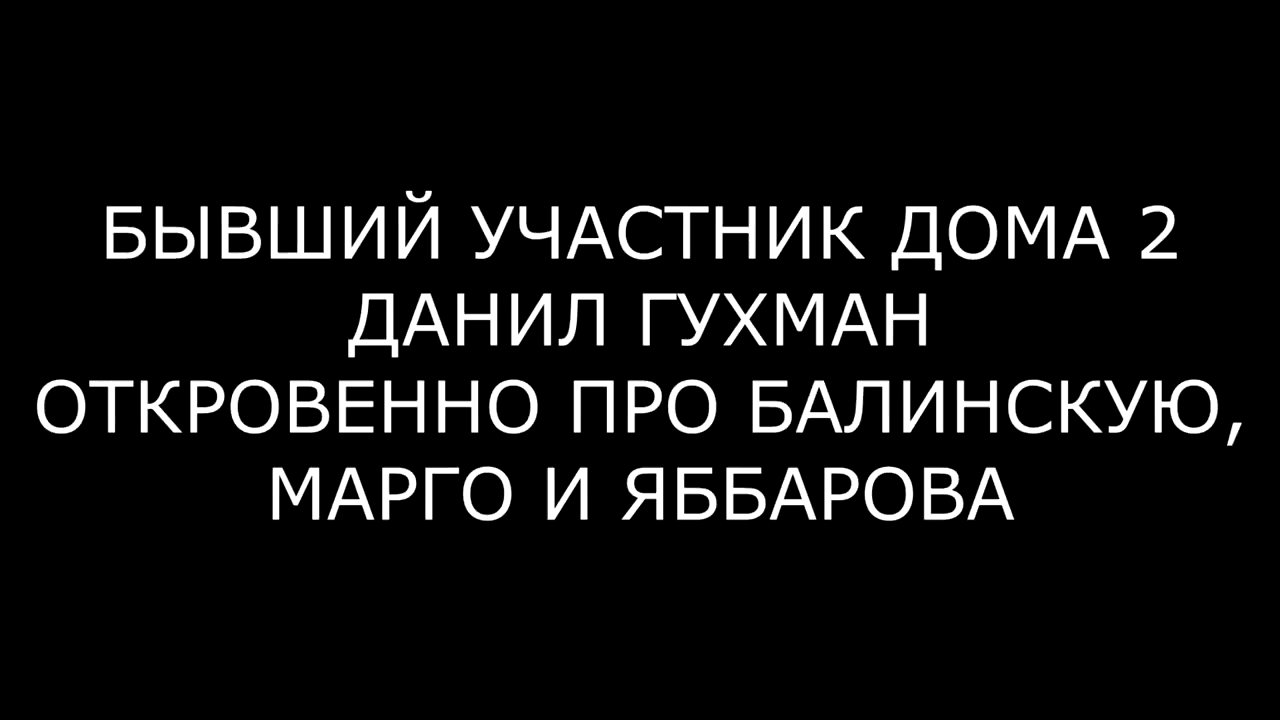 БЫВШИЙ УЧАСТНИК ДОМА 2
ДАНИЛ ГУХМАН
ОТКРОВЕННО ПРО БАЛИНСКУЮ,
МАРГО И ЯББАРОВА